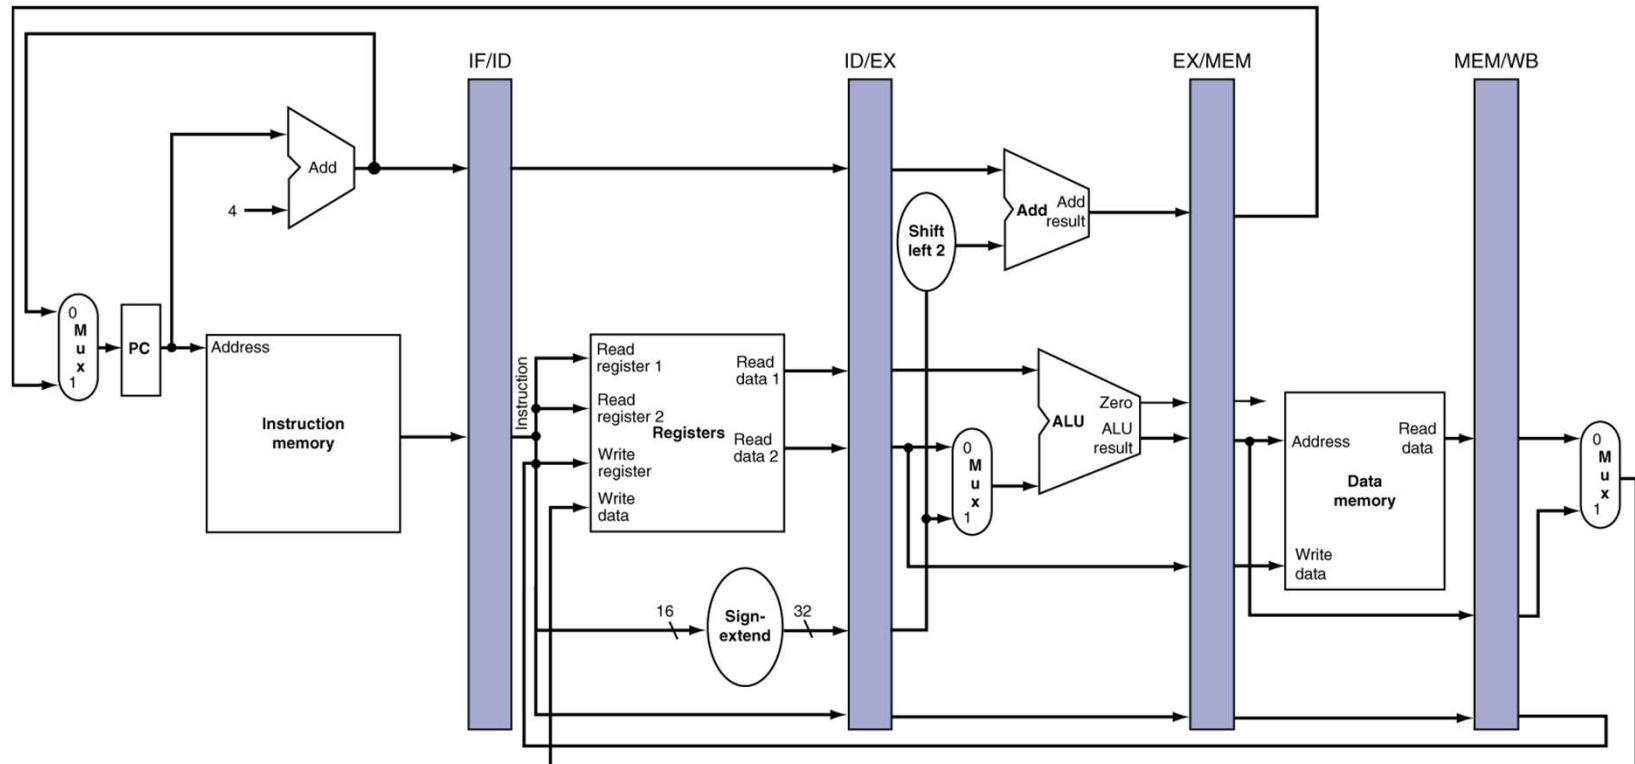 IF/ID
ID/EX
EX/MEM
MEM/WB
Add
4
Add
Add
result
Shift
left 2
0
M
u
x
1
PC
Address
Instruction
memory
Instruction
Read
register 1
Read
register 2
Write
register
Write
data
Registers
Read
data 1
Read
data 2
16
Sign-
extend
32
0
M
u
x
1
ALU
Zero
ALU
result
Address
Read
data
Data
memory
Write
data
0
M
u
x
1